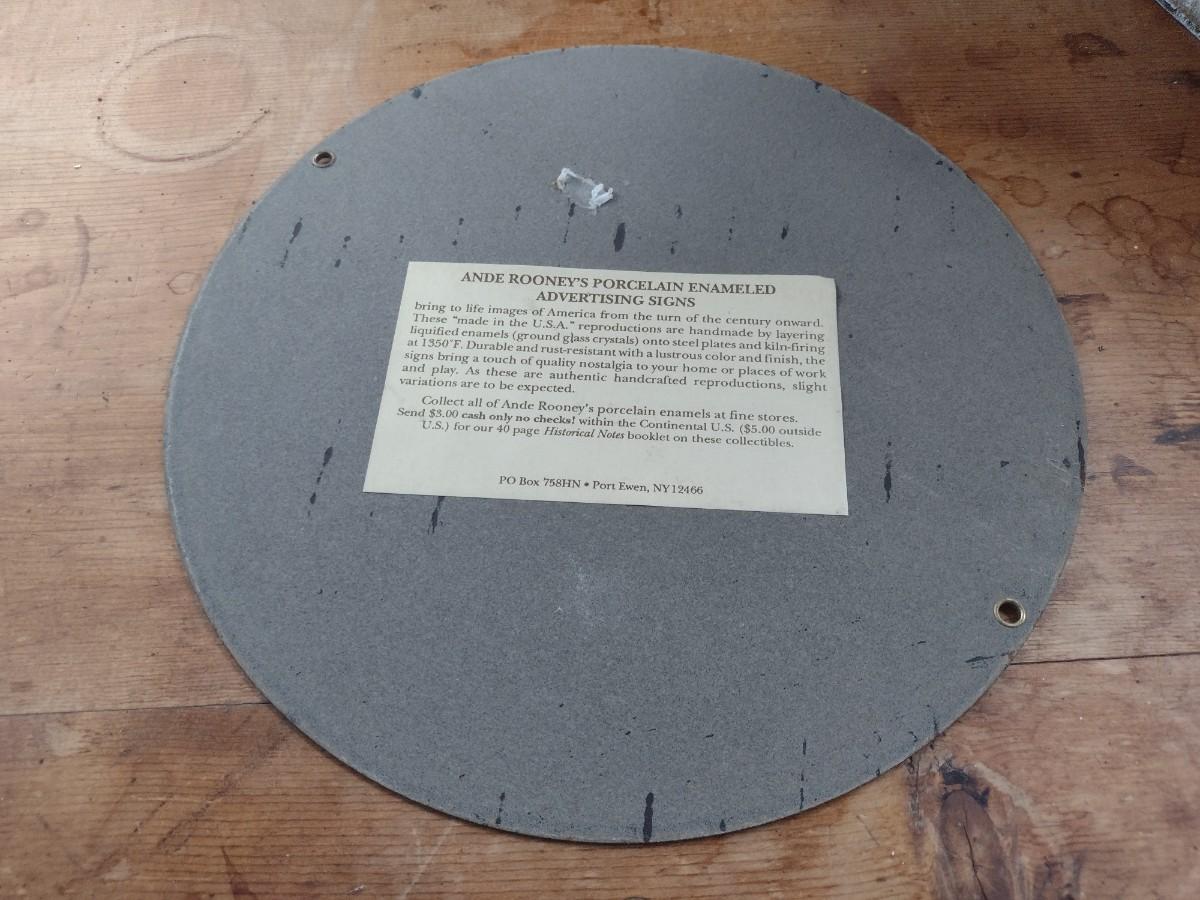 ANDE ROONEY'S PORCELAIN ENAMELED
ADVERTISING SIGNS
bring to life images of America from the turn of the century onward.
These "made in the U.S.A." reproductions are handmade by layering
liquified enamels (ground glass crystals) onto steel plates and kiln-firing
at 1350°F. Durable and rust-resistant with a lustrous color and finish, the
signs bring a touch of quality nostalgia to your home or places of work
and play. As these are authentic handcrafted reproductions, slight
variations are to be expected.
Collect all of Ande Rooney's porcelain enamels at fine stores.
Send $3.00 cash only no checks! within the Continental U.S. ($5.00 outside
U.S.) for our 40 page Historical Notes booklet on these collectibles.
PO Box 758HN • Port Ewen, NY 12466